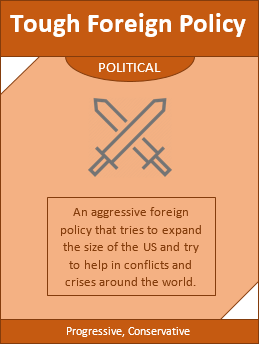 Tough Foreign Policy
POLITICAL
An aggressive foreign
policy that tries to expand
the size of the US and try
to help in conflicts and
crises around the world.
Progressive, Conservative